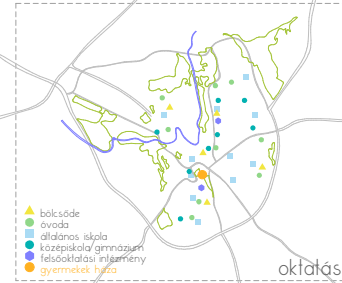 bölcsőde
óvoda
általános iskola
középiskola/gimnázium
felsőoktatási intézmény
gyermekek háza
oktatás